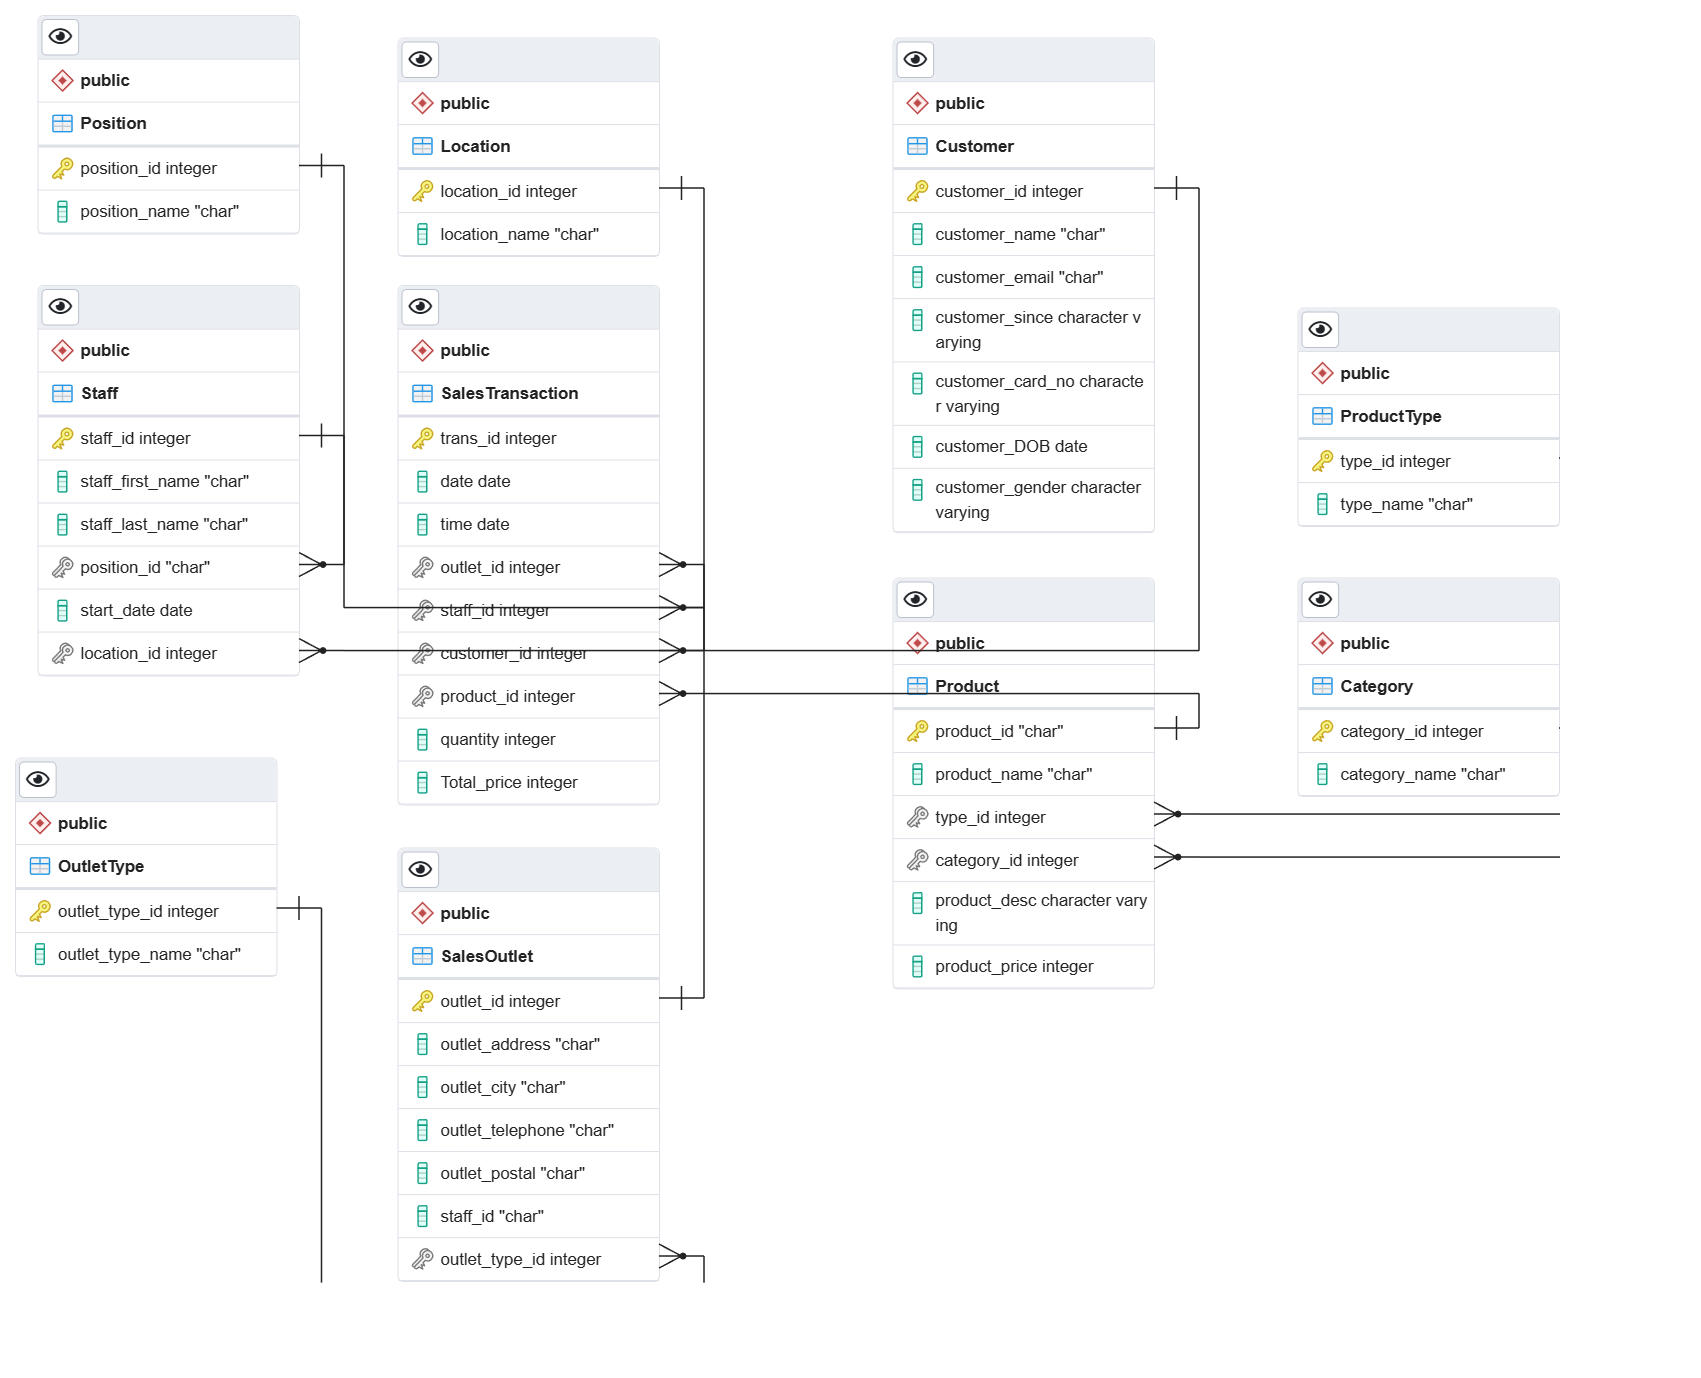 public
Position
position_id integer
position_name "char"
public
Location
location_id integer
location_name "char"
public
Customer
customer_id integer
customer_name "char"
customer_email "char"
customer_since character v
arying
customer_card_no characte
r varying
customer_DOB date
customer_gender character
varying
public
Staff
staff_id integer
staff_first_name "char"
staff_last_name "char"
position_id "char"
start_date date
location_id integer
public
SalesTransaction
trans_id integer
date date
time date
outlet_id integer
staff_id integer
customer_id integer
product_id integer
quantity integer
Total_price integer
public
ProductType
type_id integer
type_name "char"
public
Product
product_id "char"
product_name "char"
type_id integer
category_id integer
product_desc character vary
ing
product_price integer
public
Category
category_id integer
category_name "char"
public
OutletType
outlet_type_id integer
outlet_type_name "char"
public
SalesOutlet
outlet_id integer
outlet_address "char"
outlet_city "char"
outlet_telephone "char"
outlet_postal "char"
staff_id "char"
outlet_type_id integer